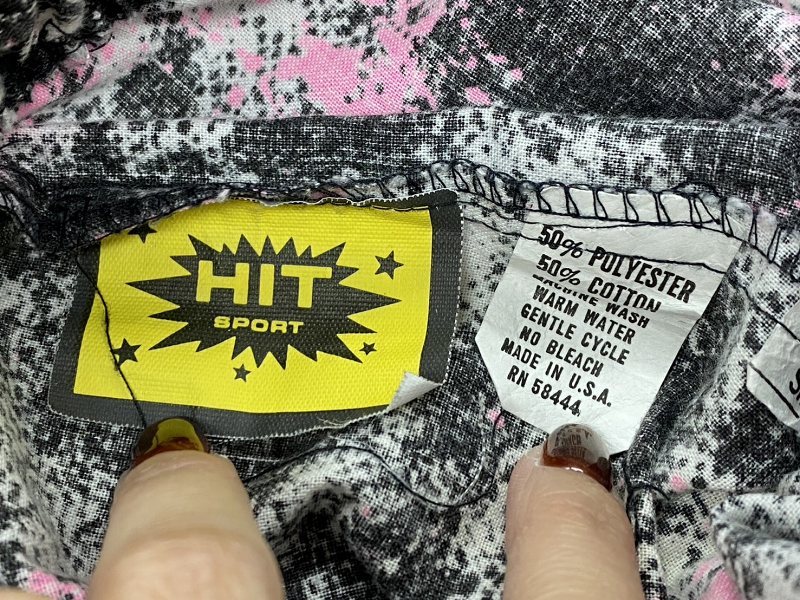 HIT
SPORT
50% POLYESTER
50% COTTON
MACHINE WASH
WARM WATER
GENTLE CYCLE
NO BLEACH
MADE IN U.S.A.
RN 58444